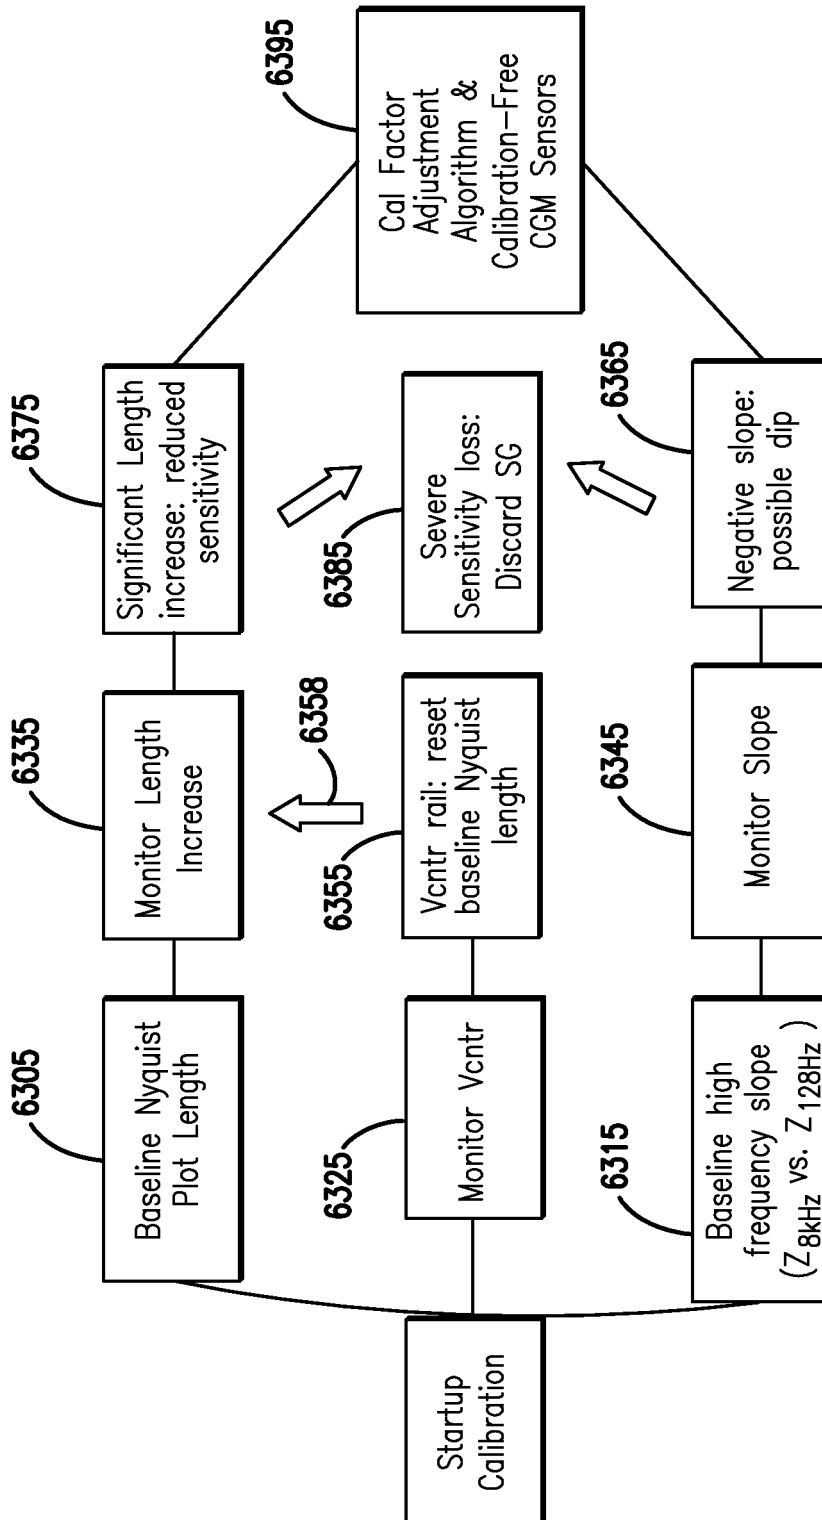 Startup
Calibration
6305
Baseline Nyquist
Plot Length
6325
Monitor Vcntr
6315
Baseline high
frequency slope
(Z8kHz vs. Z128Hz)
6335
Monitor Length
Increase
6358
6355
Vcntr rail: reset
baseline Nyquist
length
6345
Monitor Slope
6375
Significant Length
increase: reduced
sensitivity
6385
Severe
Sensitivity loss:
Discard SG
6365
Negative slope:
possible dip
6395
Cal Factor
Adjustment
Algorithm &
Calibration-Free
CGM Sensors